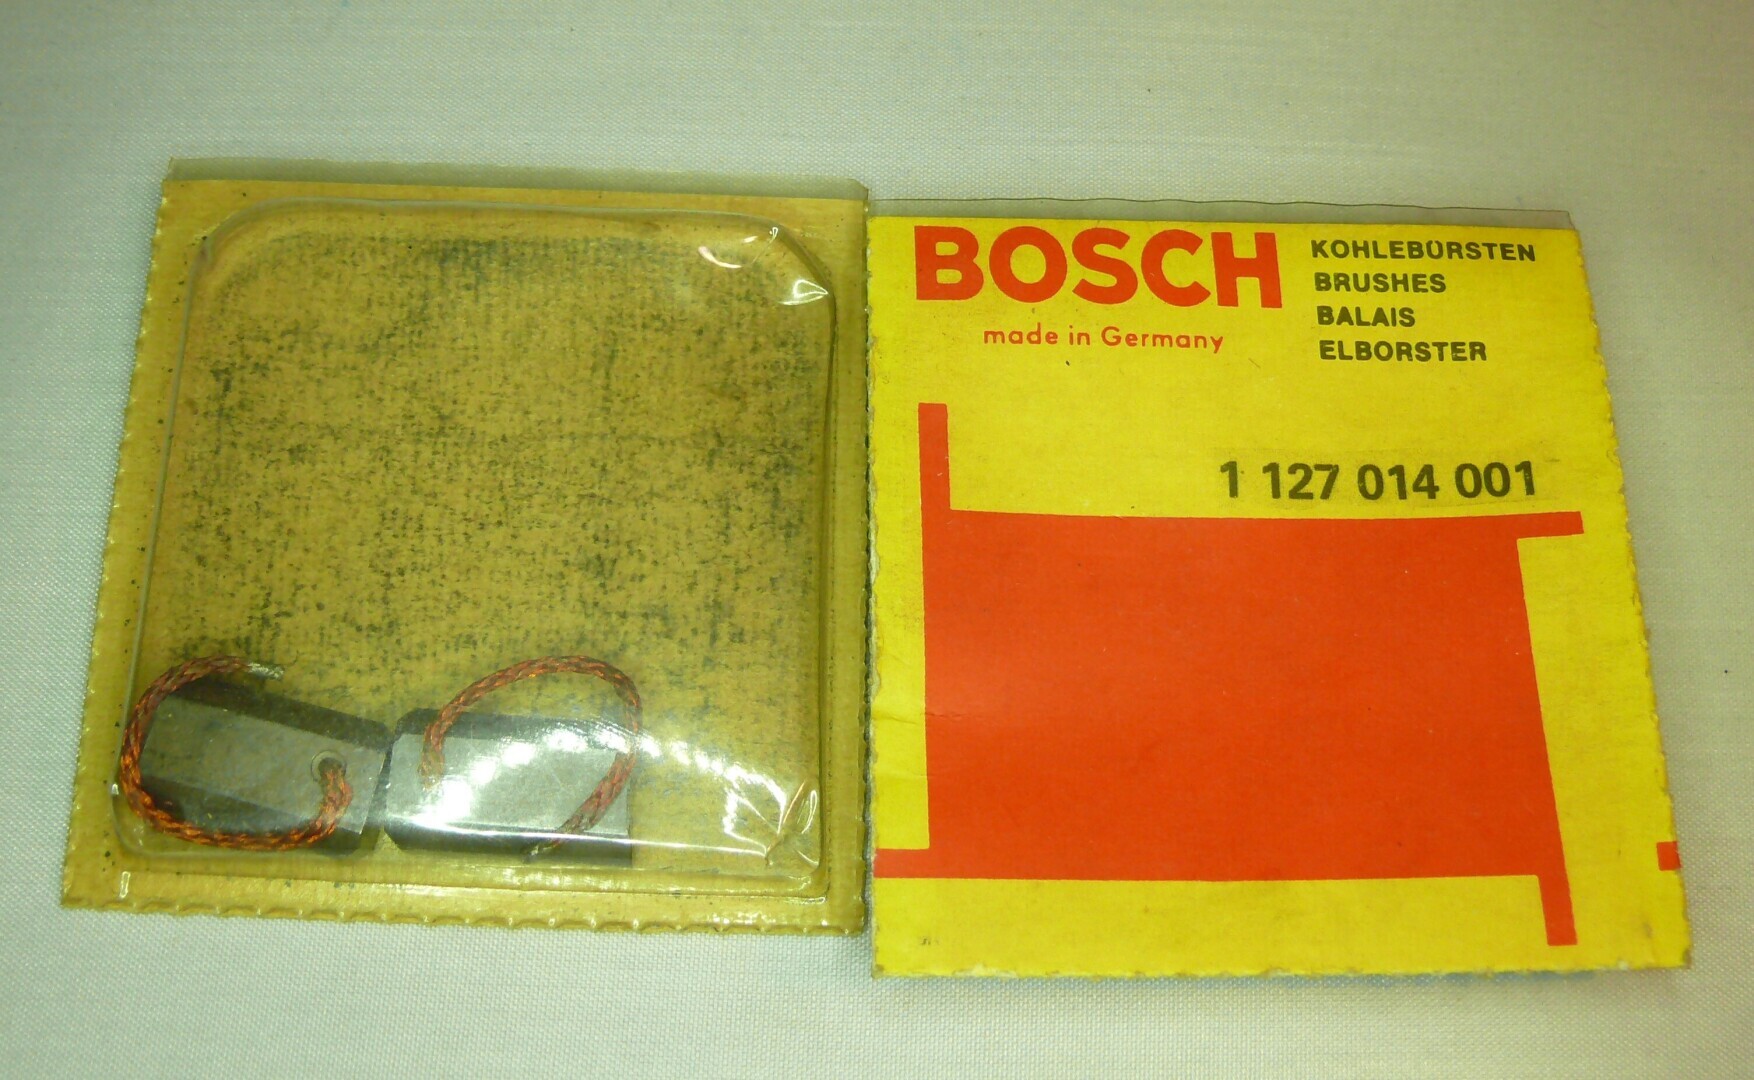 BOSCH
made in Germany
KOHLEBÜRSTEN
BRUSHES
BALAIS
ELBORSTER
1 127 014 001